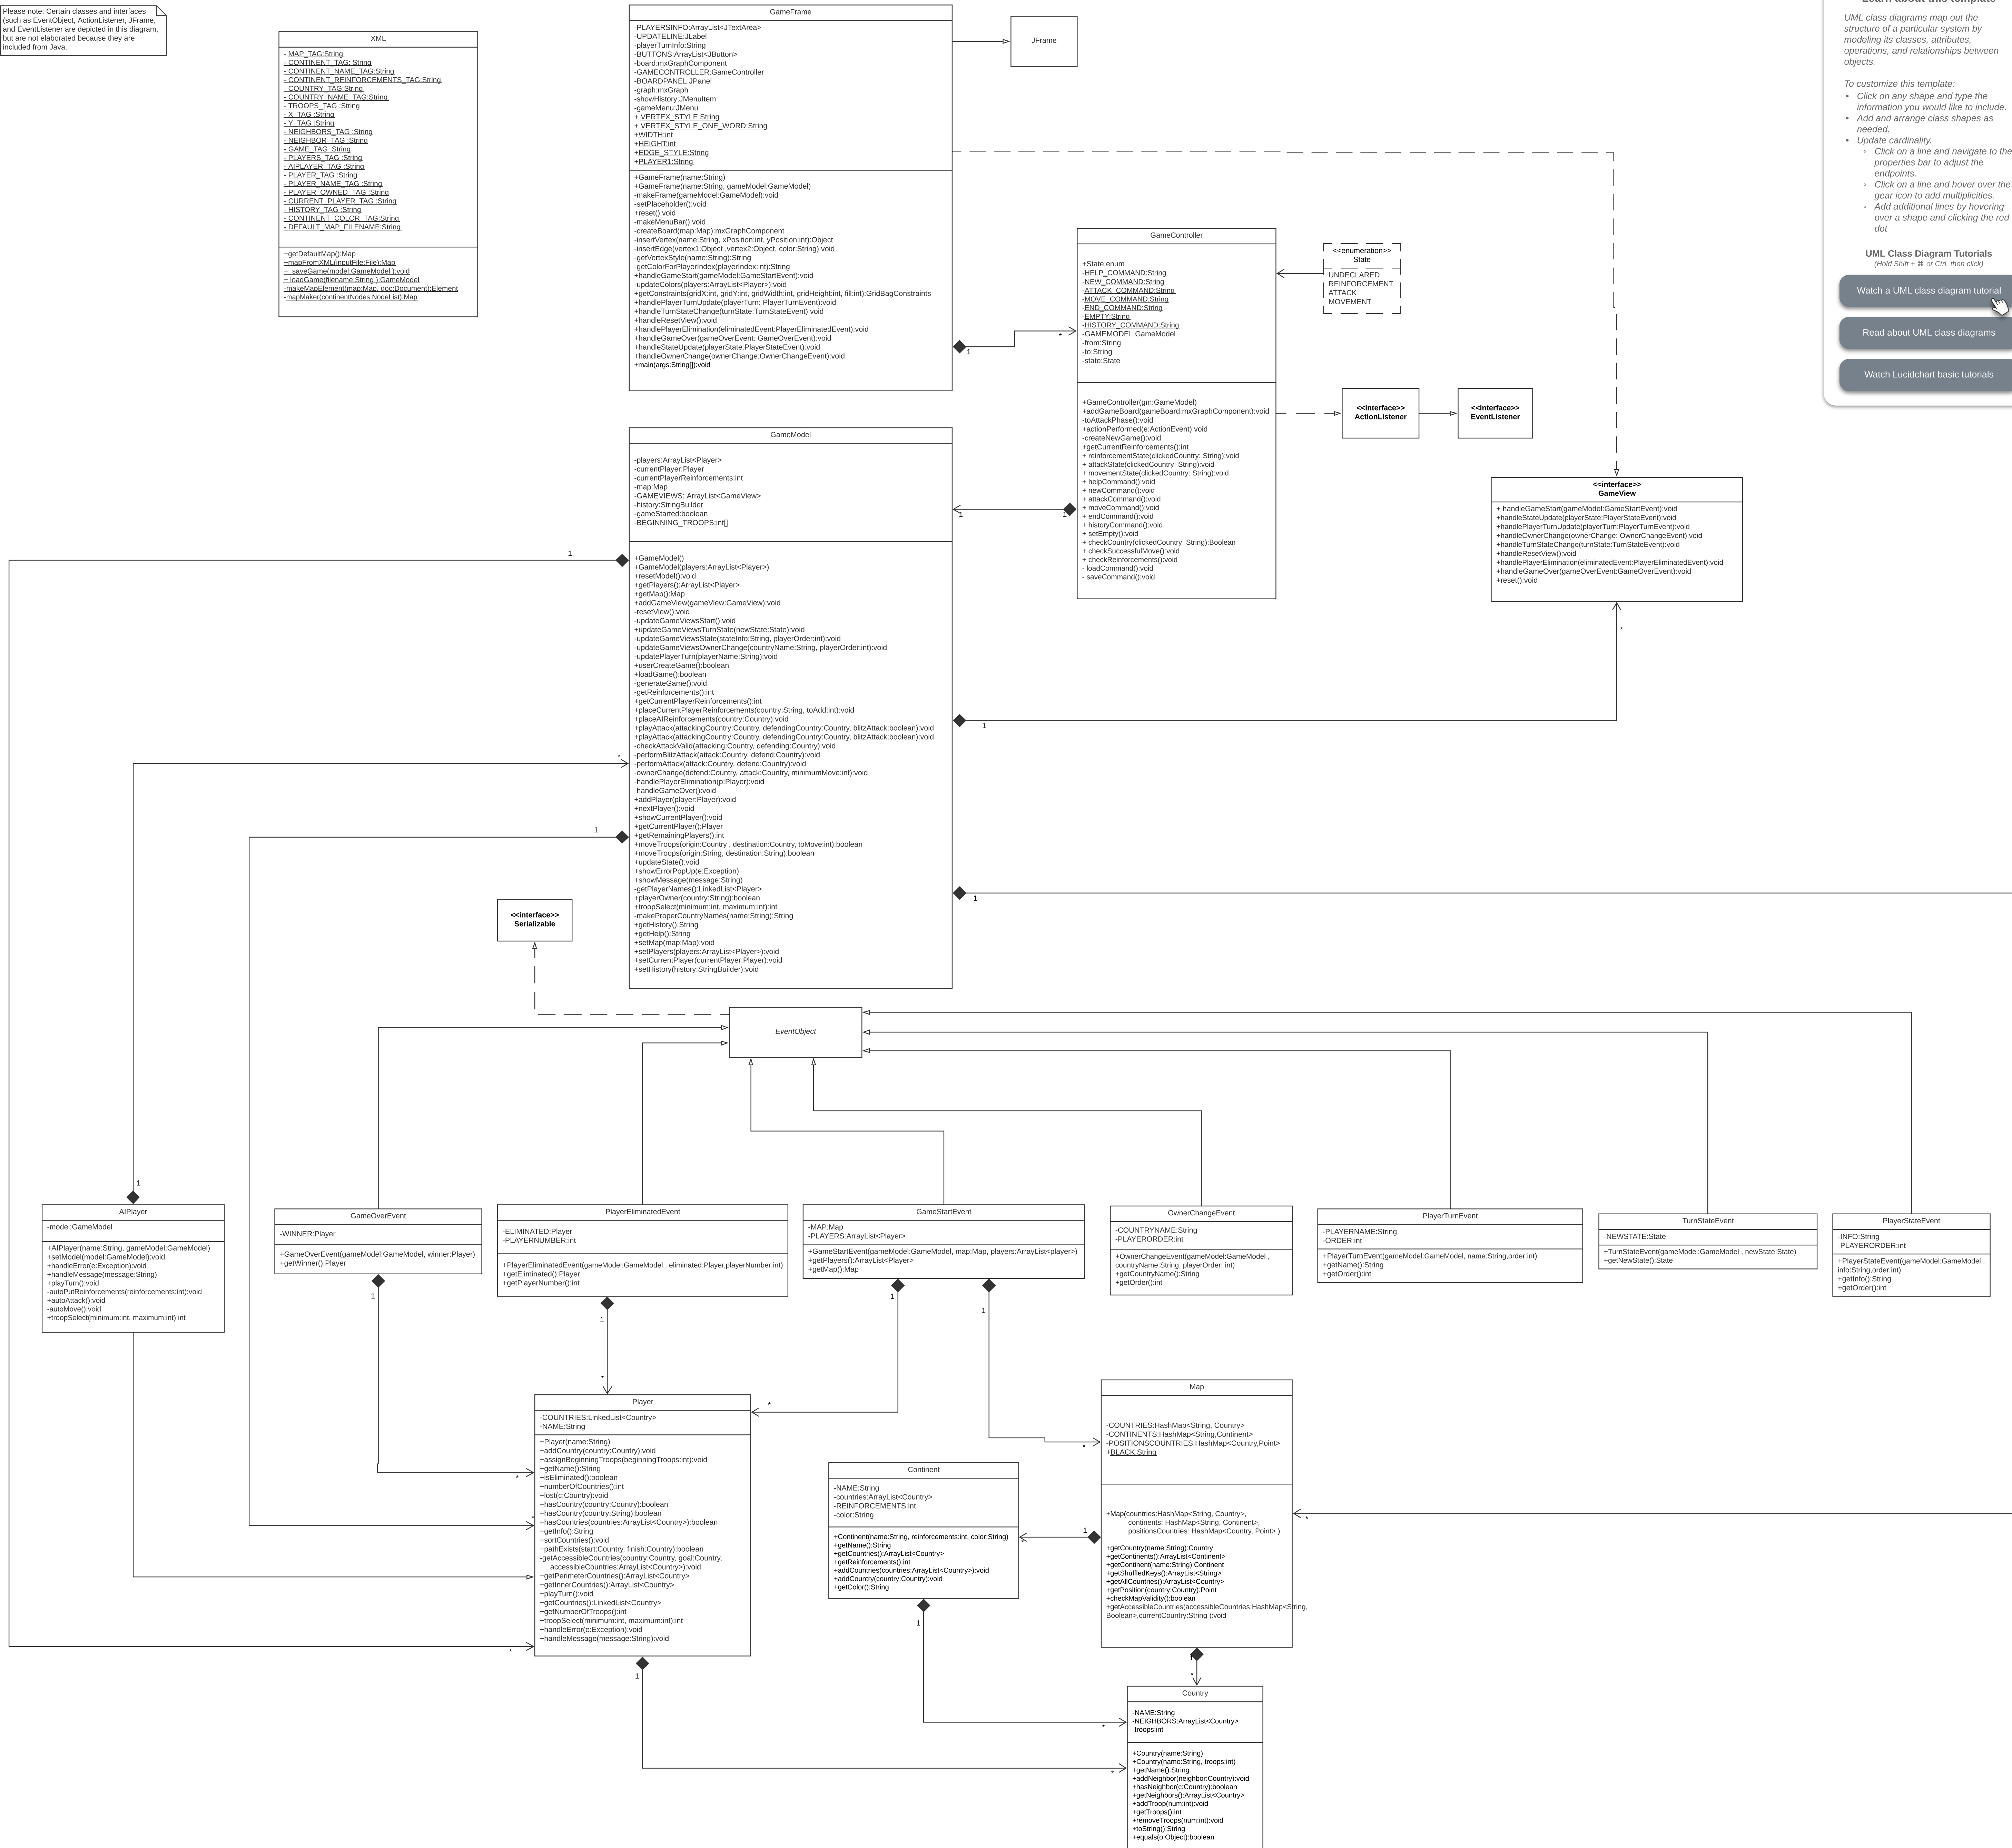 Please note: Certain classes and interfaces
(such as EventObject, ActionListener, JFrame,
and EventListener are depicted in this diagram,
but are not elaborated because they are
included from Java.
XML
- MAP_TAG:String
- CONTINENT_TAG: String
- CONTINENT_NAME_TAG:String
- CONTINENT_REINFORCEMENTS_TAG:String
- COUNTRY_TAG:String
- COUNTRY_NAME_TAG:String
- TROOPS_TAG :String
- X_TAG :String
- Y_TAG :String
- NEIGHBORS_TAG :String
- NEIGHBOR_TAG :String
- GAME_TAG :String
- PLAYERS_TAG :String
- AIPLAYER_TAG :String
- PLAYER_TAG :String
- PLAYER_NAME_TAG :String
- PLAYER_OWNED_TAG :String
- CURRENT_PLAYER_TAG :String
- HISTORY_TAG :String
- CONTINENT_COLOR_TAG:String
- DEFAULT_MAP_FILENAME:String
+getDefaultMap():Map
+mapFromXML(inputFile:File):Map
+ saveGame(model:GameModel ):void
+ loadGame(filename:String ):GameModel
-makeMapElement(map:Map, doc:Document):Element
-mapMaker(continentNodes:NodeList):Map
GameFrame
-PLAYERSINFO:ArrayList<JTextArea>
-UPDATELINE:JLabel
-playerTurnInfo:String
-BUTTONS:ArrayList<JButton>
-board:mxGraphComponent
-GAMECONTROLLER:GameController
-BOARDPANEL:JPanel
-graph:mxGraph
-showHistory:JMenuItem
-gameMenu:JMenu
+ VERTEX_STYLE:String
+ VERTEX_STYLE_ONE_WORD:String
+WIDTH:int
+HEIGHT:int
+EDGE_STYLE:String
+PLAYER1:String
+GameFrame(name:String)
+GameFrame(name:String, gameModel:GameModel)
-makeFrame(gameModel:GameModel):void
-setPlaceholder():void
+reset():void
-makeMenuBar():void
-createBoard(map:Map):mxGraphComponent
-insertVertex(name:String, xPosition:int, yPosition:int):Object
-insertEdge(vertex1:Object ,vertex2:Object, color:String):void
-getVertexStyle(name:String):String
-getColorForPlayerIndex(playerIndex:int):String
+handleGameStart(gameModel:GameStartEvent):void
-updateColors(players:ArrayList<Player>):void
+getConstraints(gridX:int, gridY:int, gridWidth:int, gridHeight:int, fill:int):GridBagConstraints
+handlePlayerTurnUpdate(playerTurn: PlayerTurnEvent):void
+handleTurnStateChange(turnState:TurnStateEvent):void
+handleResetView():void
+handlePlayerElimination(eliminatedEvent:PlayerEliminatedEvent):void
+handleGameOver(gameOverEvent: GameOverEvent):void
+handleStateUpdate(playerState:PlayerStateEvent):void
+handleOwnerChange(ownerChange:OwnerChangeEvent):void
+main(args:String[]):void
JFrame
GameController
+State:enum
-HELP_COMMAND:String
-NEW_COMMAND:String
-ATTACK_COMMAND:String
-MOVE_COMMAND:String
-END_COMMAND:String
-EMPTY:String
-HISTORY_COMMAND:String
-GAMEMODEL:GameModel
-from:String
-to:String
-state:State
+GameController(gm:GameModel)
+addGameBoard(gameBoard:mxGraphComponent):void
-toAttackPhase():void
+actionPerformed(e:ActionEvent):void
-createNewGame():void
+getCurrentReinforcements():int
+ reinforcementState(clickedCountry: String):void
+ attackState(clickedCountry: String):void
+ movementState(clickedCountry: String):void
+ helpCommand():void
+ newCommand():void
+ attackCommand():void
+ moveCommand():void
+ endCommand():void
+ historyCommand():void
+ setEmpty():void
+ checkCountry(clickedCountry: String):Boolean
+ checkSuccessfulMove():void
+ checkReinforcements():void
- loadCommand():void
- saveCommand():void
<<enumeration>>
State
UNDECLARED
REINFORCEMENT
ATTACK
MOVEMENT
<<interface>>
ActionListener
<<interface>>
EventListener
Learn about this template
UML class diagrams map out the
structure of a particular system by
modeling its classes, attributes,
operations, and relationships between
objects.
To customize this template:
• Click on any shape and type the
information you would like to include.
• Add and arrange class shapes as
needed.
• Update cardinality.
◦ Click on a line and navigate to the
properties bar to adjust the
endpoints.
◦ Click on a line and hover over the
gear icon to add multiplicities.
◦ Add additional lines by hovering
over a shape and clicking the red
dot
UML Class Diagram Tutorials
(Hold Shift + ⌘ or Ctrl, then click)
Watch a UML class diagram tutorial
Read about UML class diagrams
Watch Lucidchart basic tutorials
<<interface>>
GameView
+ handleGameStart(gameModel:GameStartEvent):void
+handleStateUpdate(playerState:PlayerStateEvent):void
+handlePlayerTurnUpdate(playerTurn:PlayerTurnEvent):void
+handleOwnerChange(ownerChange: OwnerChangeEvent):void
+handleTurnStateChange(turnState:TurnStateEvent):void
+handleResetView():void
+handlePlayerElimination(eliminatedEvent:PlayerEliminatedEvent):void
+handleGameOver(gameOverEvent:GameOverEvent):void
+reset():void
GameModel
-players:ArrayList<Player>
-currentPlayer:Player
-currentPlayerReinforcements:int
-map:Map
-GAMEVIEWS: ArrayList<GameView>
-history:StringBuilder
-gameStarted:boolean
-BEGINNING_TROOPS:int[]
+GameModel()
+GameModel(players:ArrayList<Player>)
+resetModel():void
+getPlayers():ArrayList<Player>
+getMap():Map
+addGameView(gameView:GameView):void
-resetView():void
-updateGameViewsStart():void
+updateGameViewsTurnState(newState:State):void
-updateGameViewsState(stateInfo:String, playerOrder:int):void
-updateGameViewsOwnerChange(countryName:String, playerOrder:int):void
-updatePlayerTurn(playerName:String):void
+userCreateGame():boolean
+loadGame():boolean
-generateGame():void
-getReinforcements():int
+getCurrentPlayerReinforcements():int
+placeCurrentPlayerReinforcements(country:String, toAdd:int):void
+placeAIReinforcements(country:Country):void
+playAttack(attackingCountry:Country, defendingCountry:Country, blitzAttack:boolean):void
+playAttack(attackingCountry:Country, defendingCountry:Country, blitzAttack:boolean):void
-checkAttackValid(attacking:Country, defending:Country):void
-performBlitzAttack(attack:Country, defend:Country):void
-performAttack(attack:Country, defend:Country):void
-ownerChange(defend:Country, attack:Country, minimumMove:int):void
-handlePlayerElimination(p:Player):void
-handleGameOver():void
+addPlayer(player:Player):void
+nextPlayer():void
+showCurrentPlayer():void
+getCurrentPlayer():Player
+getRemainingPlayers():int
+moveTroops(origin:Country , destination:Country, toMove:int):boolean
+moveTroops(origin:String, destination:String):boolean
+updateState():void
+showErrorPopUp(e:Exception)
+showMessage(message:String)
-getPlayerNames():LinkedList<Player>
+playerOwner(country:String):boolean
+troopSelect(minimum:int, maximum:int):int
-makeProperCountryNames(name:String):String
+getHistory():String
+getHelp():String
+setMap(map:Map):void
+setPlayers(players:ArrayList<Player>):void
+setCurrentPlayer(currentPlayer:Player):void
+setHistory(history:StringBuilder):void
<<interface>>
Serializable
EventObject
AIPlayer
-model:GameModel
+AIPlayer(name:String, gameModel:GameModel)
+setModel(model:GameModel):void
+handleError(e:Exception):void
+handleMessage(message:String)
+playTurn():void
-autoPutReinforcements(reinforcements:int):void
+autoAttack():void
-autoMove():void
+troopSelect(minimum:int, maximum:int):int
GameOverEvent
-WINNER:Player
+GameOverEvent(gameModel:GameModel, winner:Player)
+getWinner():Player
PlayerEliminatedEvent
-ELIMINATED:Player
-PLAYERNUMBER:int
+PlayerEliminatedEvent(gameModel:GameModel , eliminated:Player,playerNumber:int)
+getEliminated():Player
+getPlayerNumber():int
GameStartEvent
-MAP:Map
-PLAYERS:ArrayList<Player>
+GameStartEvent(gameModel:GameModel, map:Map, players:ArrayList<player>)
+getPlayers():ArrayList<Player>
+getMap():Map
OwnerChangeEvent
-COUNTRYNAME:String
-PLAYERORDER:int
+OwnerChangeEvent(gameModel:GameModel ,
countryName:String, playerOrder: int)
+getCountryName():String
+getOrder():int
PlayerTurnEvent
-PLAYERNAME:String
-ORDER:int
+PlayerTurnEvent(gameModel:GameModel, name:String,order:int)
+getName():String
+getOrder():int
TurnStateEvent
-NEWSTATE:State
+TurnStateEvent(gameModel:GameModel , newState:State)
+getNewState():State
PlayerStateEvent
-INFO:String
-PLAYERORDER:int
+PlayerStateEvent(gameModel:GameModel ,
info:String,order:int)
+getInfo():String
+getOrder():int
Player
-COUNTRIES:LinkedList<Country>
-NAME:String
+Player(name:String)
+addCountry(country:Country):void
+assignBeginningTroops(beginningTroops:int):void
+getName():String
+isEliminated():boolean
+numberOfCountries():int
+lost(c:Country):void
+hasCountry(country:Country):boolean
+hasCountry(country:String):boolean
+hasCountries(countries:ArrayList<Country>):boolean
+getInfo():String
+sortCountries():void
+pathExists(start:Country, finish:Country):boolean
-getAccessibleCountries(country:Country, goal:Country,
accessibleCountries:ArrayList<Country>):void
+getPerimeterCountries():ArrayList<Country>
+getInnerCountries():ArrayList<Country>
+playTurn():void
+getCountries():LinkedList<Country>
+getNumberOfTroops():int
+troopSelect(minimum:int, maximum:int):int
+handleError(e:Exception):void
+handleMessage(message:String):void
Continent
-NAME:String
-countries:ArrayList<Country>
-REINFORCEMENTS:int
-color:String
+Continent(name:String, reinforcements:int, color:String)
+getName():String
+getCountries():ArrayList<Country>
+getReinforcements():int
+addCountries(countries:ArrayList<Country>):void
+addCountry(country:Country):void
+getColor():String
Map
-COUNTRIES:HashMap<String, Country>
-CONTINENTS:HashMap<String,Continent>
-POSITIONSCOUNTRIES:HashMap<Country,Point>
+BLACK:String
+Map(countries:HashMap<String, Country>,
continents: HashMap<String, Continent>,
positionsCountries: HashMap<Country, Point> )
+getCountry(name:String):Country
+getContinents():ArrayList<Continent>
+getContinent(name:String):Continent
+getShuffledKeys():ArrayList<String>
+getAllCountries():ArrayList<Country>
+getPosition(country:Country):Point
+checkMapValidity():boolean
+getAccessibleCountries(accessibleCountries:HashMap<String,
Boolean>,currentCountry:String ):void
Country
-NAME:String
-NEIGHBORS:ArrayList<Country>
-troops:int
+Country(name:String)
+Country(name:String, troops:int)
+getName():String
+addNeighbor(neighbor:Country):void
+hasNeighbor(c:Country):boolean
+getNeighbors():ArrayList<Country>
+addTroop(num:int):void
+getTroops():int
+removeTroops(num:int):void
+toString():String
+equals(o:Object):boolean